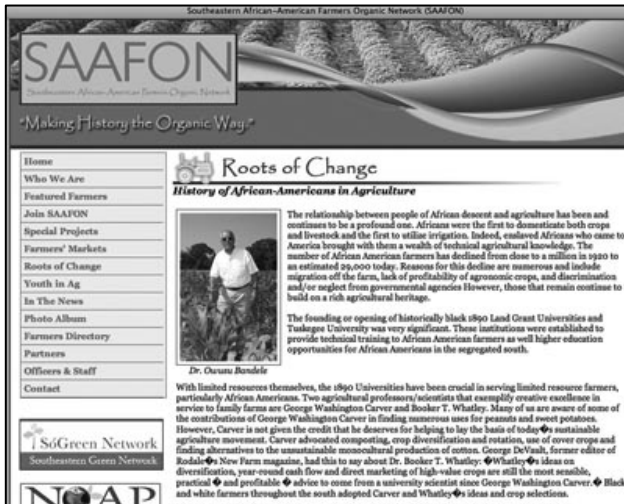 Southeastern African-American Farmers Organic Network (SAAFON)
SAAFON
Southeastern African-American Farmers Organic Network
"Making History the Organic Way."
Home
Who We Are
Featured Farmers
Join SAAFON
Special Projects
Farmers' Markets
Roots of Change
Youth in Ag
In The News
Photo Album
Farmers Directory
Partners
Officers & Staff
Contact
SöGreen Network
Southeastern Green Network
Roots of Change
History of African-Americans in Agriculture
The relationship between people of African descent and agriculture has been and
continues to be a profound one. Africans were the first to domesticate both crops
and livestock and the first to utilize irrigation. Indeed, enslaved Africans who came to
America brought with them a wealth of technical agricultural knowledge. The
number of African American farmers has declined from close to a million in 1920 to
an estimated 29,000 today. Reasons for this decline are numerous and include
migration off the farm, lack of profitability of agronomic crops, and discrimination
and/or neglect from governmental agencies However, those that remain continue to
build on a rich agricultural heritage.
The founding or opening of historically black 1890 Land Grant Universities and
Tuskegee University was very significant. These institutions were established to
provide technical training to African American farmers as well higher education
opportunities for African Americans in the segregated south.
Dr. Owusu Bandele
With limited resources themselves, the 1890 Universities have been crucial in serving limited resource farmers,
particularly African Americans. Two agricultural professors/scientists that exemplify creative excellence in
service to family farms are George Washington Carver and Booker T. Whatley. Many of us are aware of some of
the contributions of George Washington Carver in finding numerous uses for peanuts and sweet potatoes.
However, Carver is not given the credit that he deserves for helping to lay the basis of today�s sustainable
agriculture movement. Carver advocated composting, crop diversification and rotation, use of cover crops and
finding alternatives to the unsustainable monocultural production of cotton. George DeVault, former editor of
Rodale�s New Farm magazine, had this to say about Dr. Booker T. Whatley: �Whatley�s ideas on
diversification, year-round cash flow and direct marketing of high-value crops are still the most sensible,
practical � and profitable � advice to come from a university scientist since George Washington Carver.� Black
and white farmers throughout the south adopted Carver and Whatley�s ideas and crop selections.